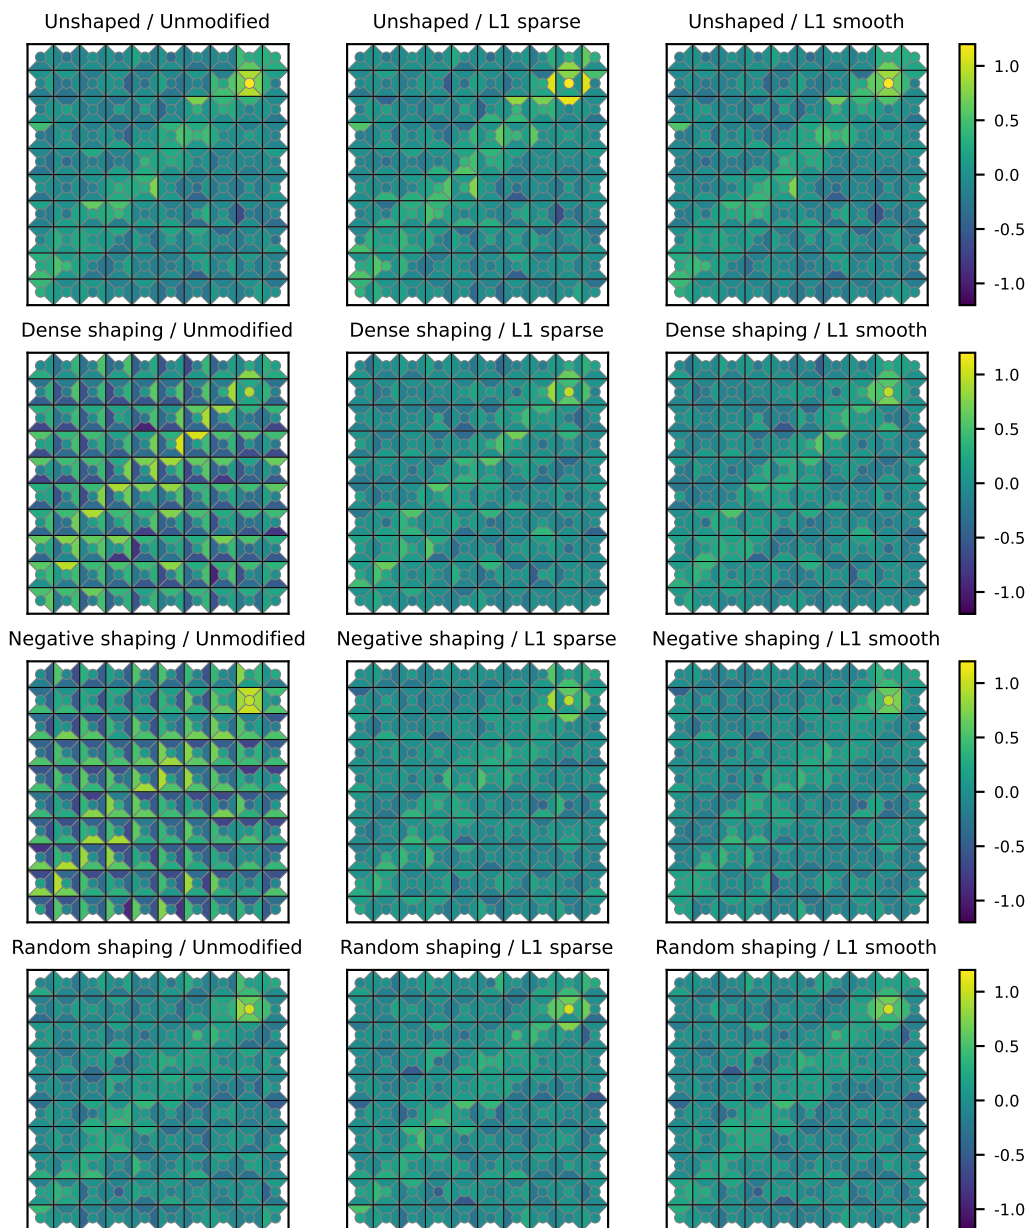 Unshaped / Unmodified
Unshaped / L1 sparse
Unshaped / L1 smooth
1.0
0.5
0.0
-0.5
-1.0
Dense shaping / Unmodified
Dense shaping / L1 sparse
Dense shaping / L1 smooth
1.0
0.5
0.0
-0.5
-1.0
Negative shaping / Unmodified
Negative shaping / L1 sparse
Negative shaping / L1 smooth
1.0
0.5
0.0
-0.5
-1.0
Random shaping / Unmodified
Random shaping / L1 sparse
Random shaping / L1 smooth
1.0
0.5
0.0
-0.5
-1.0